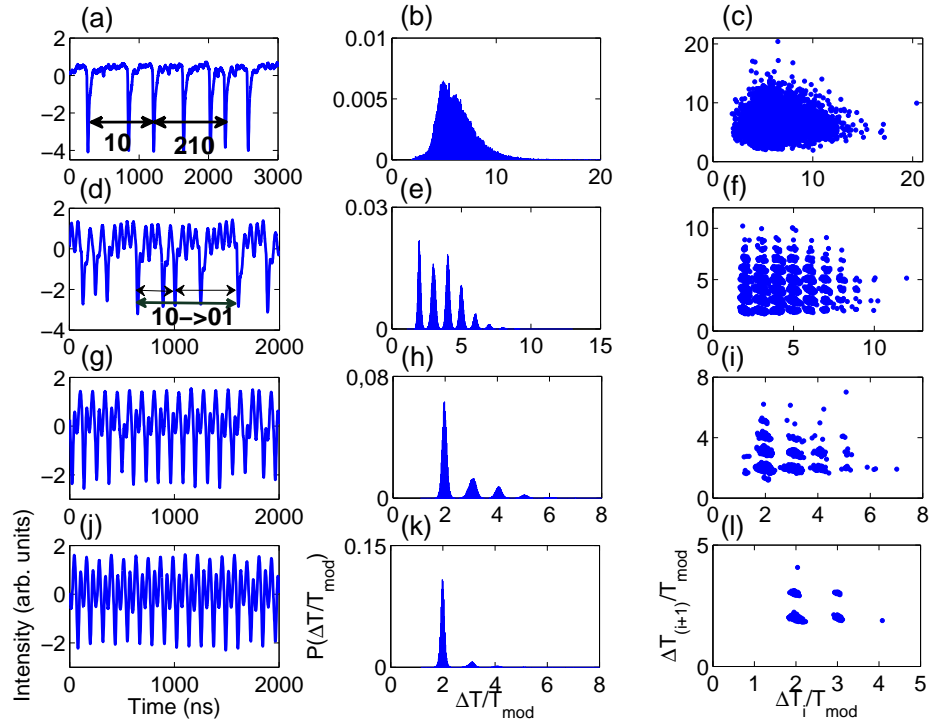 (a) (b) (c)
2 0.01 20
0 10
−2 0.005
−4 0 0
10 210
0 1000 2000 3000 0 10 20 0 10 20
(d) (e) (f)
2 0.03 10
0 5
−2
−4 0 0
10−>01
0 1000 2000 0 5 10 15 0 5 10
(g) (h) (i)
2 0,08 8
0 4
−2 0 0
0 1000 2000 0 2 4 6 8 0 2 4 6 8
(j) (k) (l)
2 0.15 5
0
−2 0 0
0 1000 2000 0 2 4 6 8 0 1 2 3 4 5
Intensity (arb. units)
Time (ns)
P(ΔT/T_mod)
ΔT/T_mod
ΔT_(i+1)/T_mod
ΔT_i/T_mod